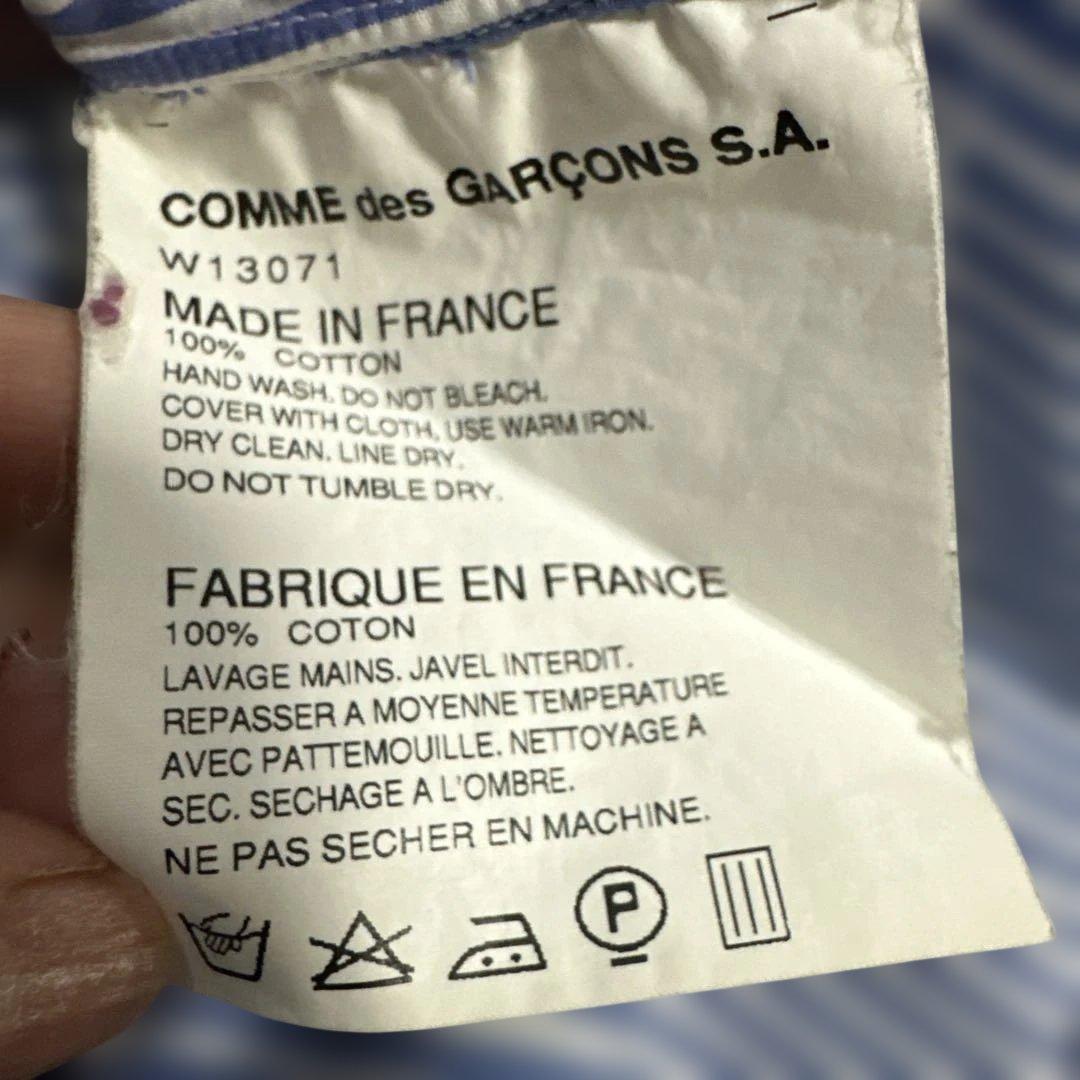 COMME des GARÇONS S.A.
W13071
MADE IN FRANCE
100% COTTON
HAND WASH. DO NOT BLEACH.
COVER WITH CLOTH, USE WARM IRON.
DRY CLEAN. LINE DRY.
DO NOT TUMBLE DRY.
FABRIQUE EN FRANCE
100% COTON
LAVAGE MAINS. JAVEL INTERDIT.
REPASSER A MOYENNE TEMPERATURE
AVEC PATTEMOUILLE. NETTOYAGE A
SEC. SECHAGE A L'OMBRE.
NE PAS SECHER EN MACHINE.
P